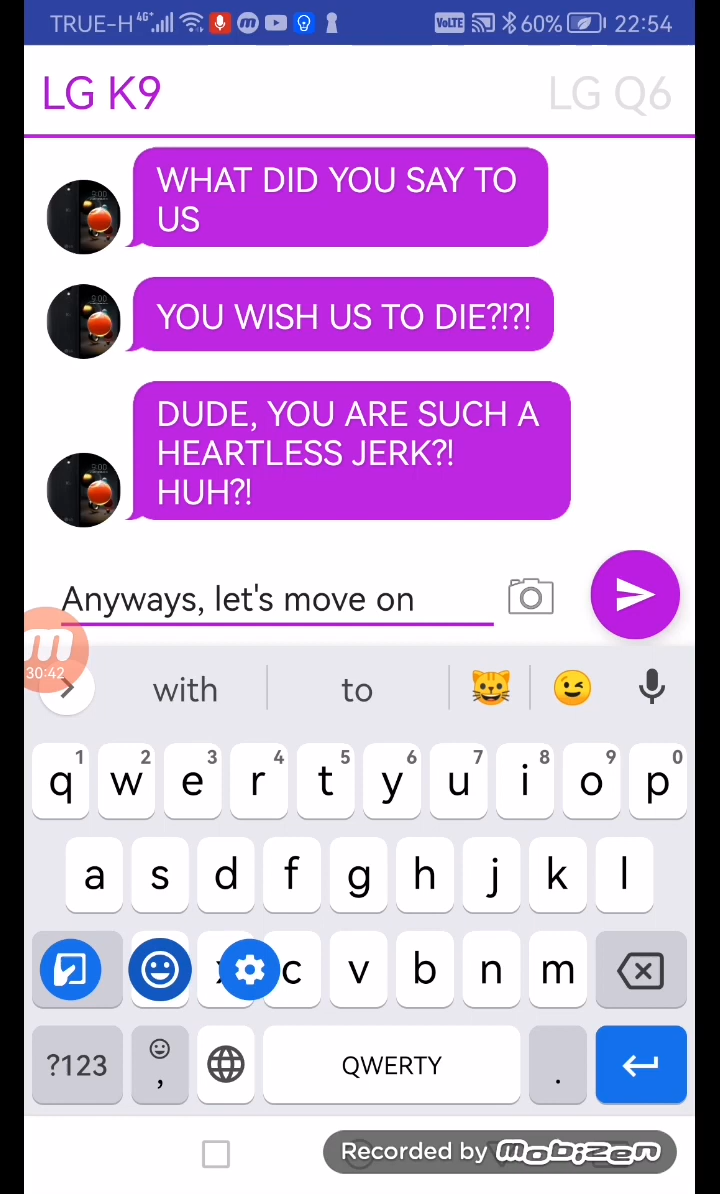 TRUE-H 4G+ VoLTE 60% 22:54
LG K9 LG Q6
WHAT DID YOU SAY TO
US
YOU WISH US TO DIE?!?!
DUDE, YOU ARE SUCH A
HEARTLESS JERK?!
HUH?!
Anyways, let's move on
m
30:42
with to
1 2 3 4 5 6 7 8 9 0
q w e r t y u i o p
a s d f g h j k l
c v b n m
?123 , QWERTY .
Recorded by mobizen